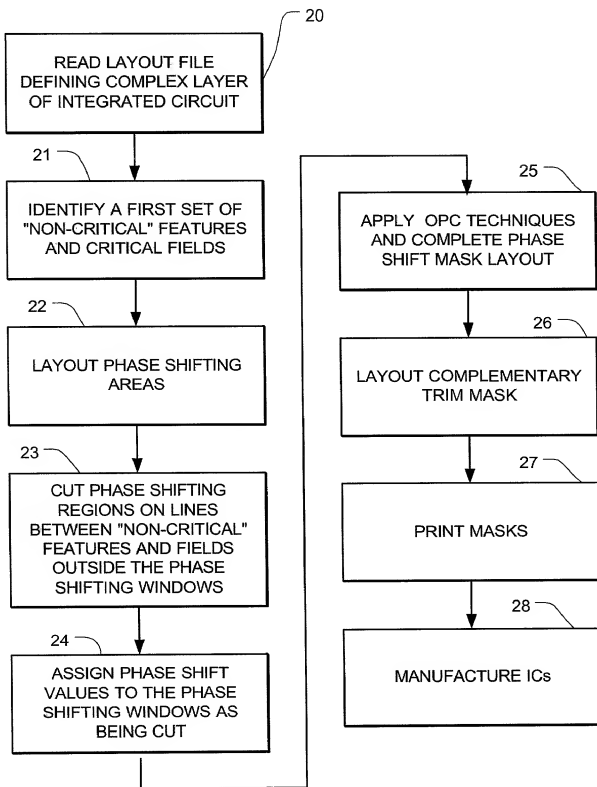 20
READ LAYOUT FILE
DEFINING COMPLEX LAYER
OF INTEGRATED CIRCUIT
21
IDENTIFY A FIRST SET OF
"NON-CRITICAL" FEATURES
AND CRITICAL FIELDS
22
LAYOUT PHASE SHIFTING
AREAS
23
CUT PHASE SHIFTING
REGIONS ON LINES
BETWEEN "NON-CRITICAL"
FEATURES AND FIELDS
OUTSIDE THE PHASE
SHIFTING WINDOWS
24
ASSIGN PHASE SHIFT
VALUES TO THE PHASE
SHIFTING WINDOWS AS
BEING CUT
25
APPLY OPC TECHNIQUES
AND COMPLETE PHASE
SHIFT MASK LAYOUT
26
LAYOUT COMPLEMENTARY
TRIM MASK
27
PRINT MASKS
28
MANUFACTURE ICs